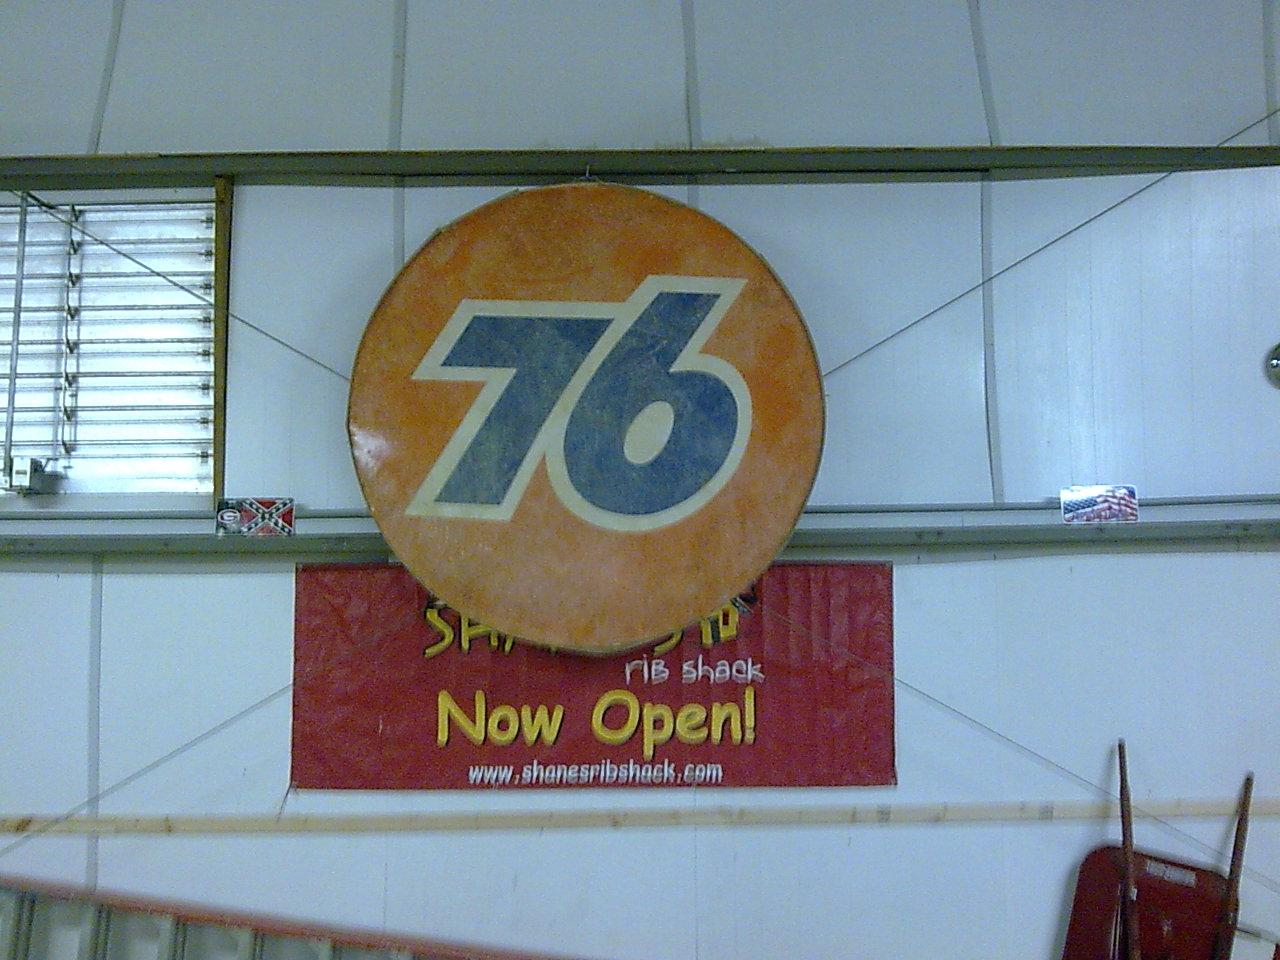 76
G
rib shack
Now Open!
www.shanesribshack.com